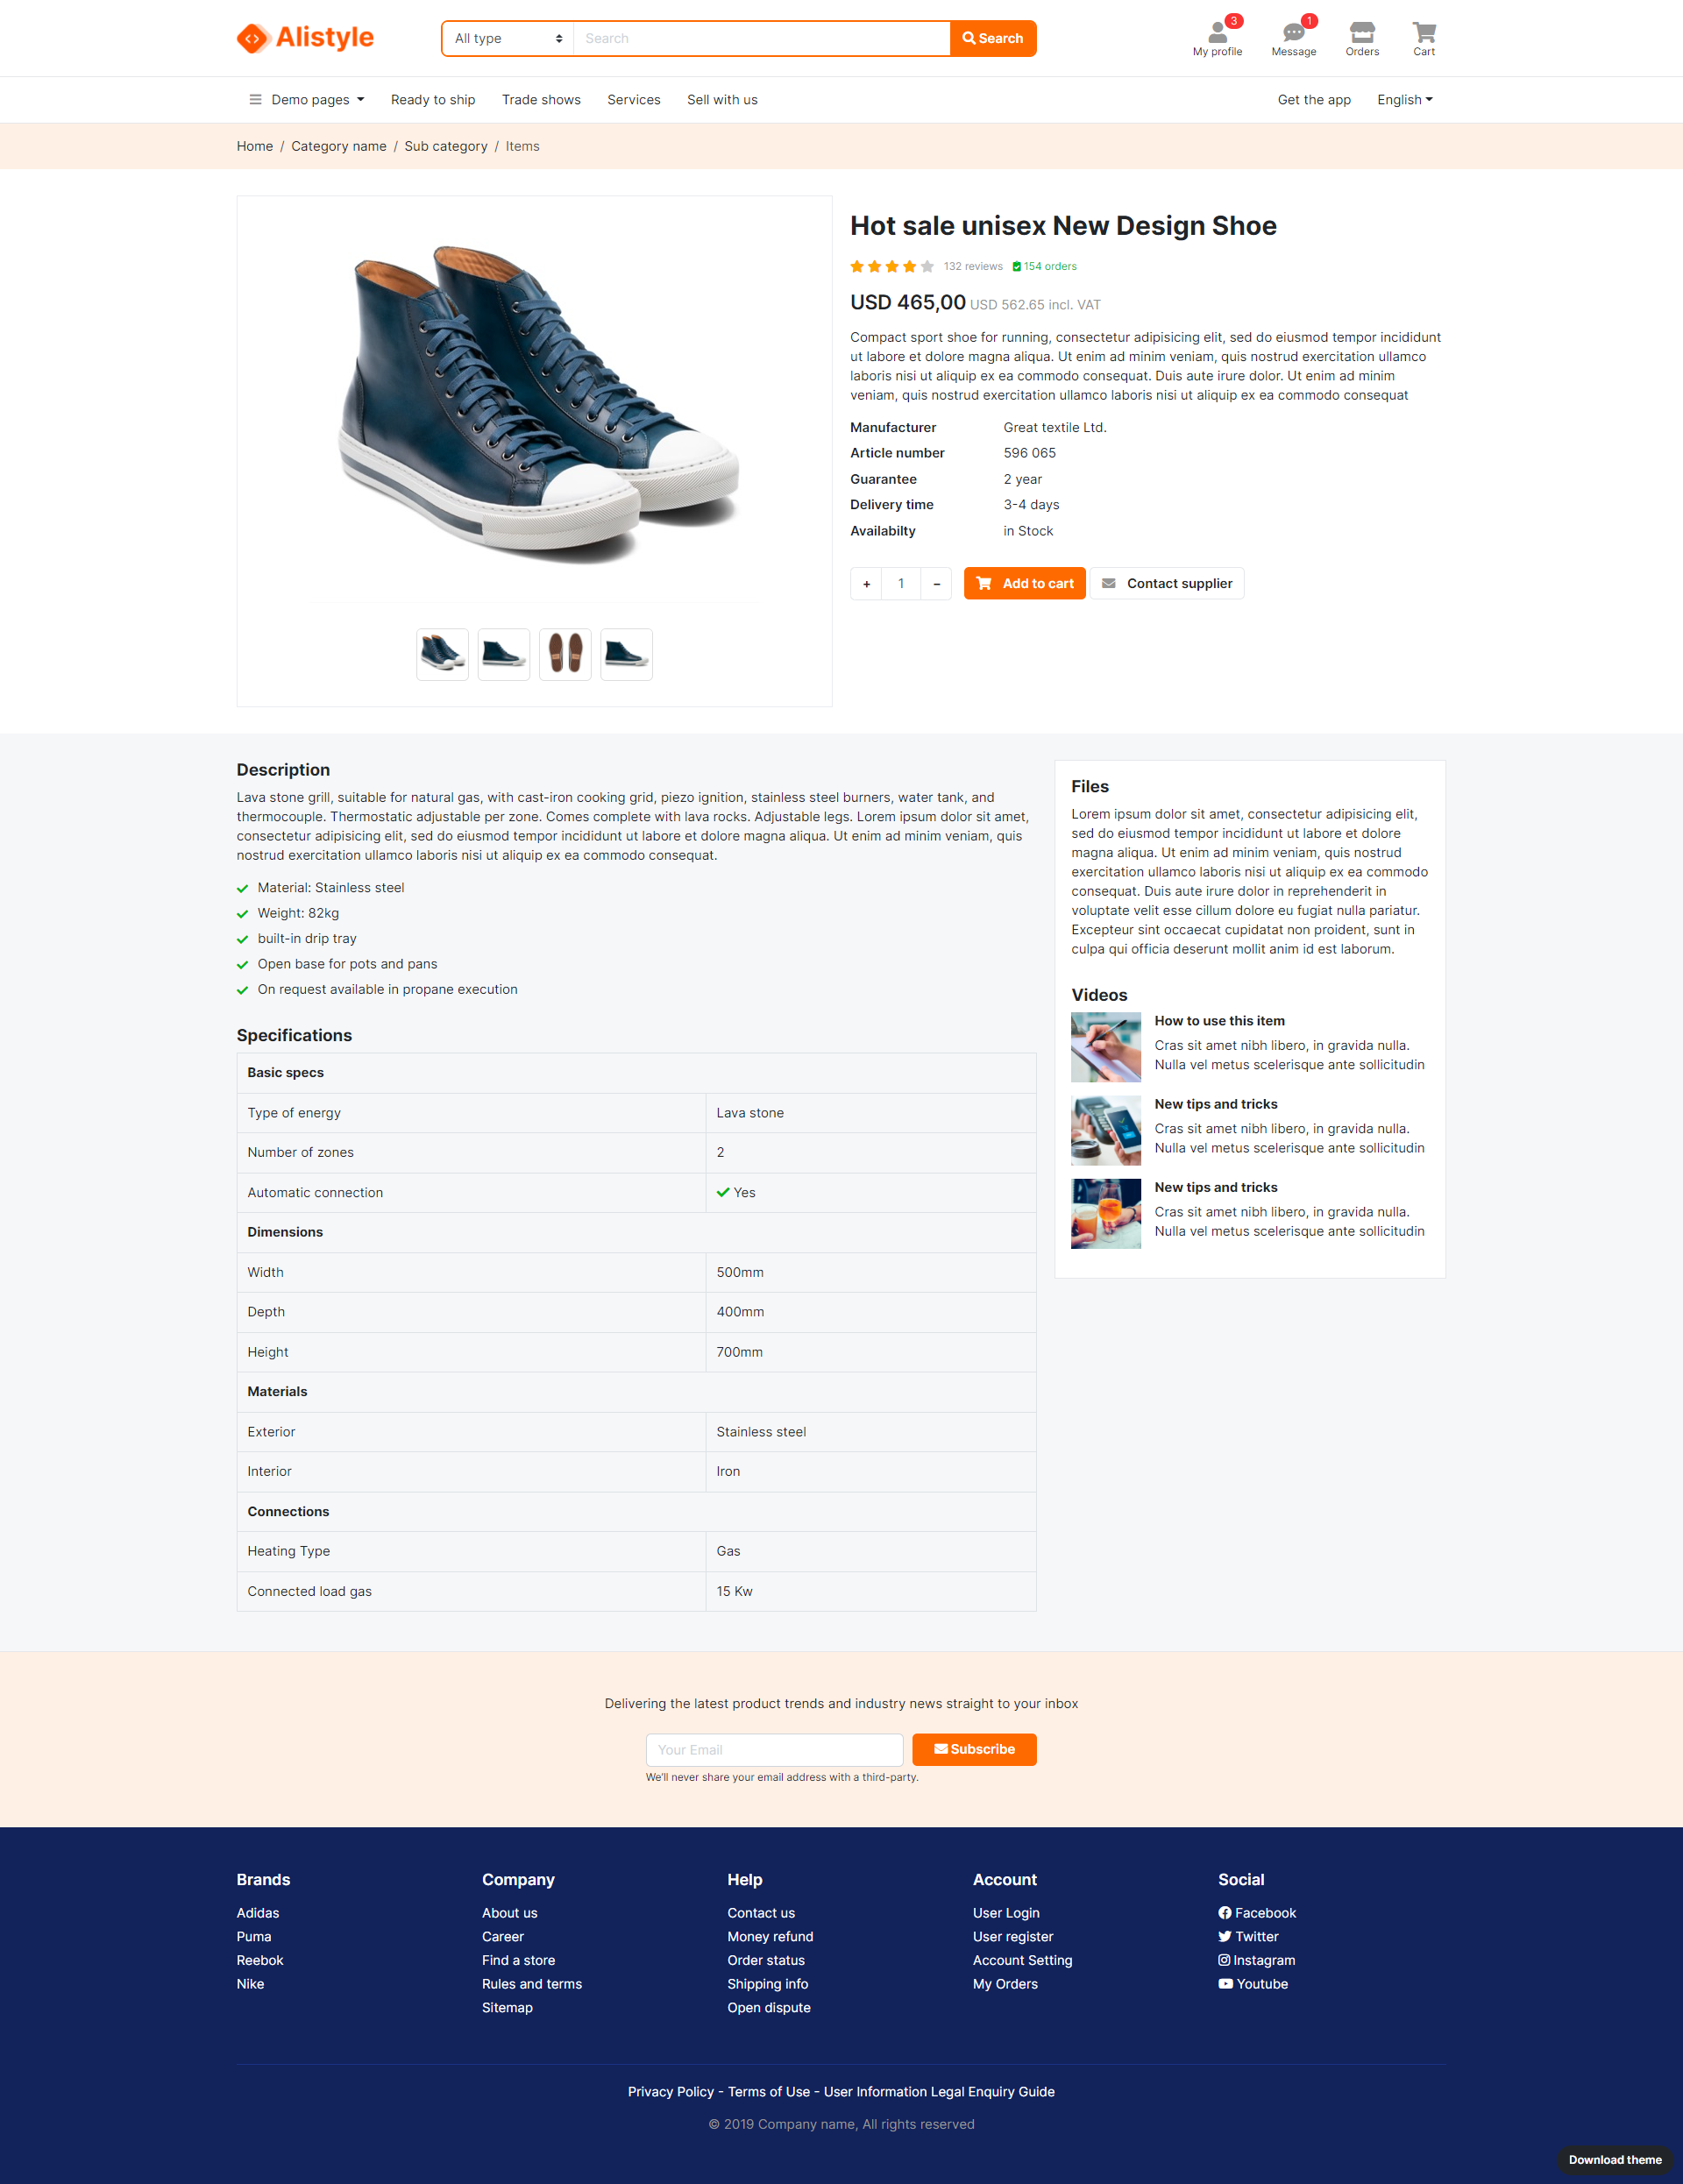 Alistyle
All type
Search
Search
3
My profile
1
Message
Orders
Cart
Demo pages
Ready to ship
Trade shows
Services
Sell with us
Get the app
English
Home / Category name / Sub category / Items
Hot sale unisex New Design Shoe
132 reviews
154 orders
USD 465,00 USD 562.65 incl. VAT
Compact sport shoe for running, consectetur adipisicing elit, sed do eiusmod tempor incididunt
ut labore et dolore magna aliqua. Ut enim ad minim veniam, quis nostrud exercitation ullamco
laboris nisi ut aliquip ex ea commodo consequat. Duis aute irure dolor. Ut enim ad minim
veniam, quis nostrud exercitation ullamco laboris nisi ut aliquip ex ea commodo consequat
Manufacturer Great textile Ltd.
Article number 596 065
Guarantee 2 year
Delivery time 3-4 days
Availabilty in Stock
+ 1 −
Add to cart
Contact supplier
Description
Lava stone grill, suitable for natural gas, with cast-iron cooking grid, piezo ignition, stainless steel burners, water tank, and
thermocouple. Thermostatic adjustable per zone. Comes complete with lava rocks. Adjustable legs. Lorem ipsum dolor sit amet,
consectetur adipisicing elit, sed do eiusmod tempor incididunt ut labore et dolore magna aliqua. Ut enim ad minim veniam, quis
nostrud exercitation ullamco laboris nisi ut aliquip ex ea commodo consequat.
Material: Stainless steel
Weight: 82kg
built-in drip tray
Open base for pots and pans
On request available in propane execution
Specifications
Basic specs
Type of energy Lava stone
Number of zones 2
Automatic connection Yes
Dimensions
Width 500mm
Depth 400mm
Height 700mm
Materials
Exterior Stainless steel
Interior Iron
Connections
Heating Type Gas
Connected load gas 15 Kw
Files
Lorem ipsum dolor sit amet, consectetur adipisicing elit,
sed do eiusmod tempor incididunt ut labore et dolore
magna aliqua. Ut enim ad minim veniam, quis nostrud
exercitation ullamco laboris nisi ut aliquip ex ea commodo
consequat. Duis aute irure dolor in reprehenderit in
voluptate velit esse cillum dolore eu fugiat nulla pariatur.
Excepteur sint occaecat cupidatat non proident, sunt in
culpa qui officia deserunt mollit anim id est laborum.
Videos
How to use this item
Cras sit amet nibh libero, in gravida nulla.
Nulla vel metus scelerisque ante sollicitudin
New tips and tricks
Cras sit amet nibh libero, in gravida nulla.
Nulla vel metus scelerisque ante sollicitudin
New tips and tricks
Cras sit amet nibh libero, in gravida nulla.
Nulla vel metus scelerisque ante sollicitudin
Delivering the latest product trends and industry news straight to your inbox
Your Email
Subscribe
We'll never share your email address with a third-party.
Brands
Adidas
Puma
Reebok
Nike
Company
About us
Career
Find a store
Rules and terms
Sitemap
Help
Contact us
Money refund
Order status
Shipping info
Open dispute
Account
User Login
User register
Account Setting
My Orders
Social
Facebook
Twitter
Instagram
Youtube
Privacy Policy - Terms of Use - User Information Legal Enquiry Guide
© 2019 Company name, All rights reserved
Download theme